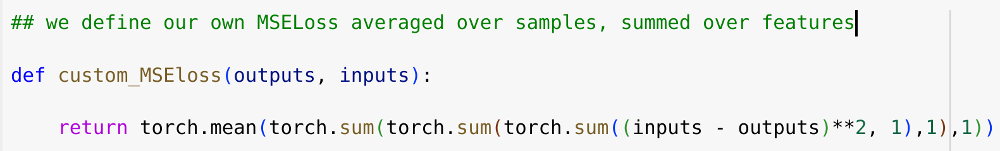 ## we define our own MSELoss averaged over samples, summed over features
def custom_MSEloss(outputs, inputs):
    return torch.mean(torch.sum(torch.sum(torch.sum((inputs - outputs)**2, 1),1),1))